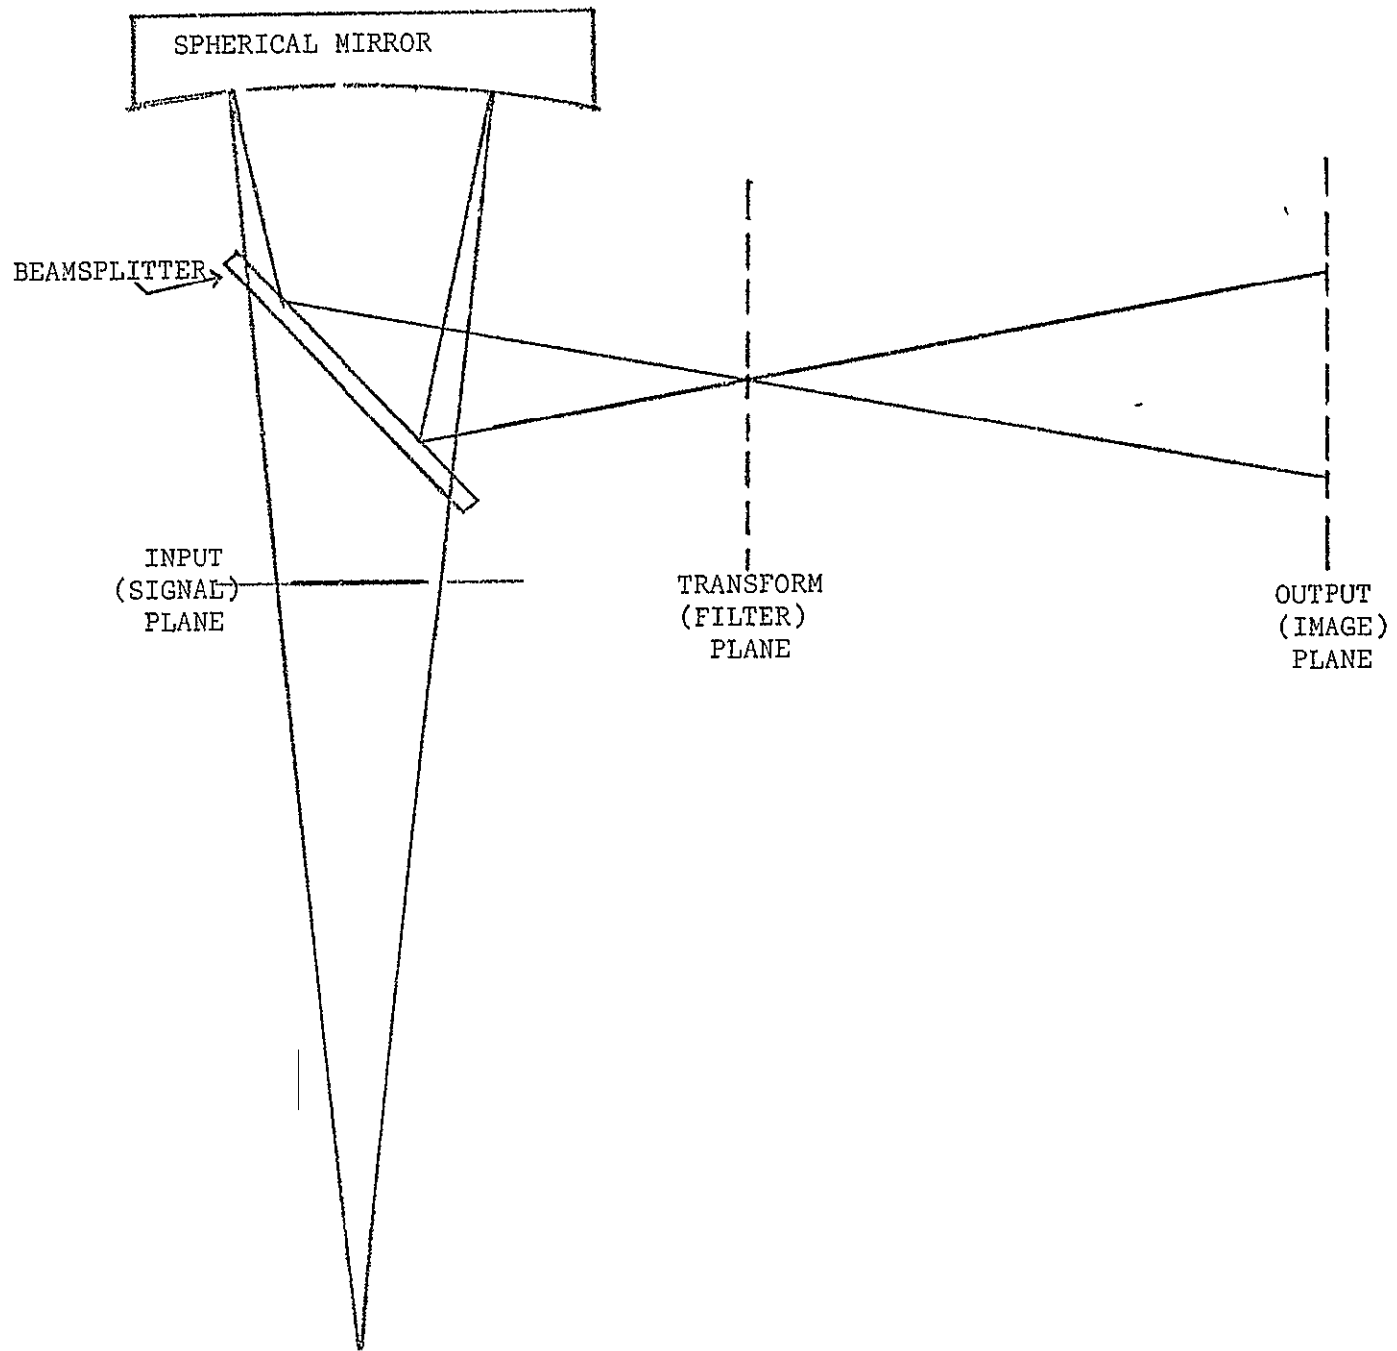 SPHERICAL MIRROR
BEAMSPLITTER
INPUT
(SIGNAL)
PLANE
TRANSFORM
(FILTER)
PLANE
OUTPUT
(IMAGE)
PLANE